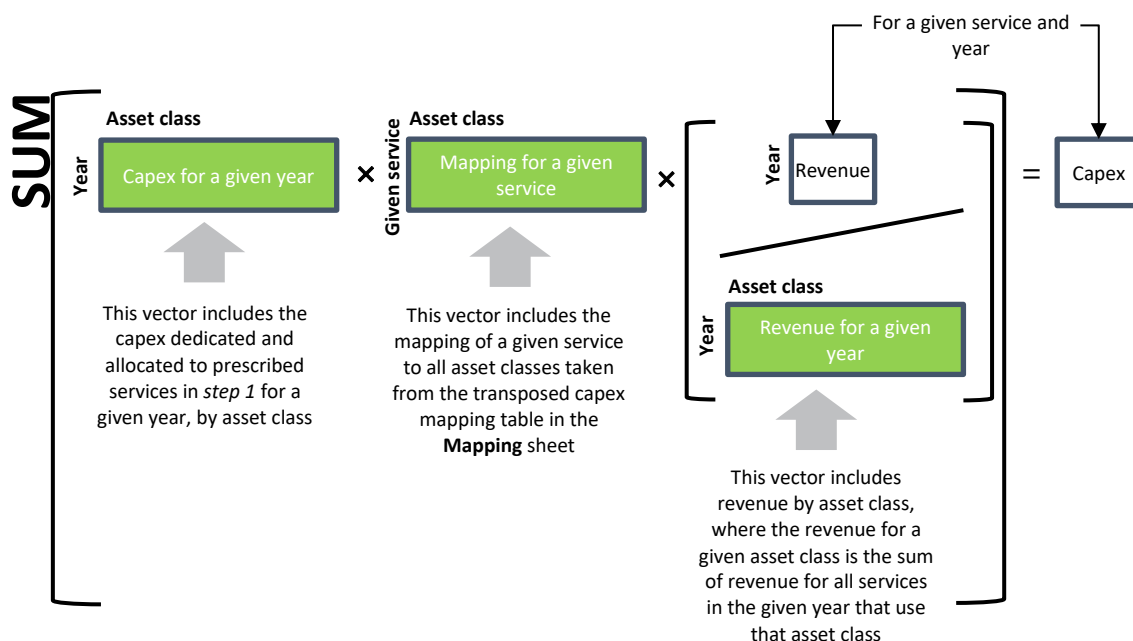 For a given service and
year
SUM
Asset class
Year
Capex for a given year
×
Asset class
Given service
Mapping for a given
service
×
Year
Revenue
=
Capex
Asset class
Year
Revenue for a given
year
This vector includes the
capex dedicated and
allocated to prescribed
services in step 1 for a
given year, by asset class
This vector includes the
mapping of a given service
to all asset classes taken
from the transposed capex
mapping table in the
Mapping sheet
This vector includes
revenue by asset class,
where the revenue for a
given asset class is the sum
of revenue for all services
in the given year that use
that asset class